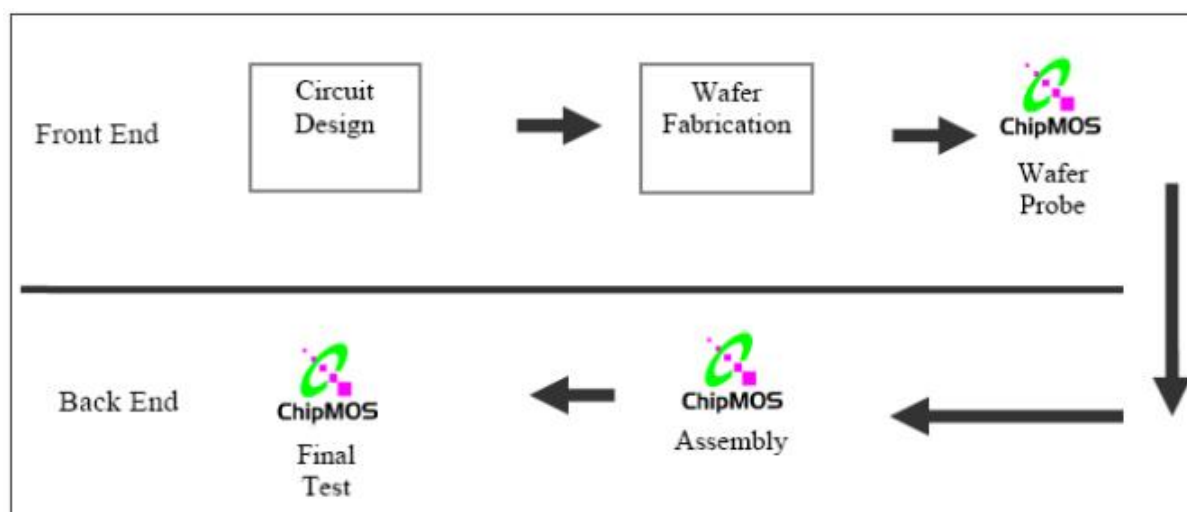 Front End
Circuit
Design
Wafer
Fabrication
ChipMOS
Wafer
Probe
Back End
ChipMOS
Final
Test
ChipMOS
Assembly